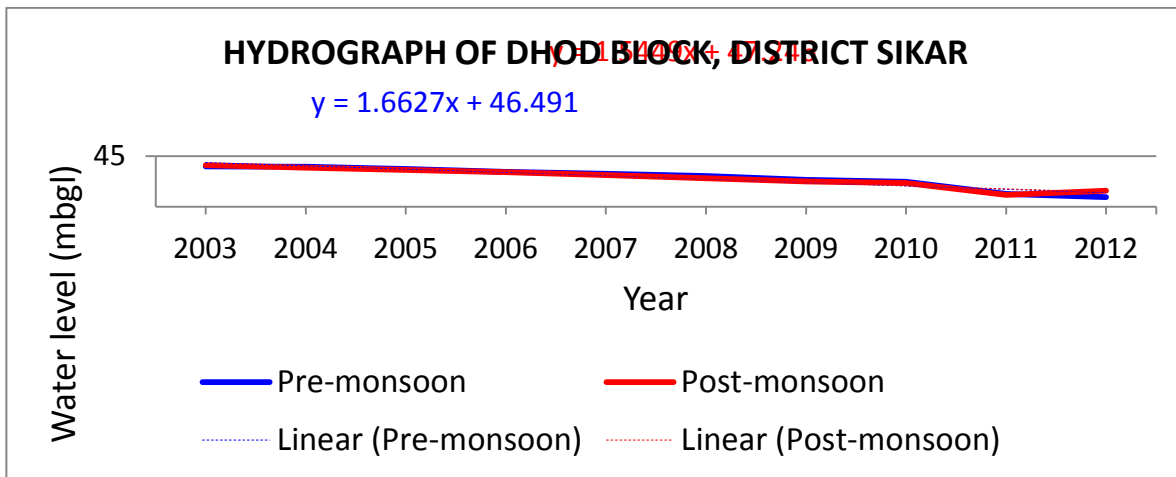 HYDROGRAPH OF DHOD BLOCK, DISTRICT SIKAR
y = 1.6627x + 46.491
45
Water level (mbgl)
2003 2004 2005 2006 2007 2008 2009 2010 2011 2012
Year
Pre-monsoon Post-monsoon
Linear (Pre-monsoon) Linear (Post-monsoon)